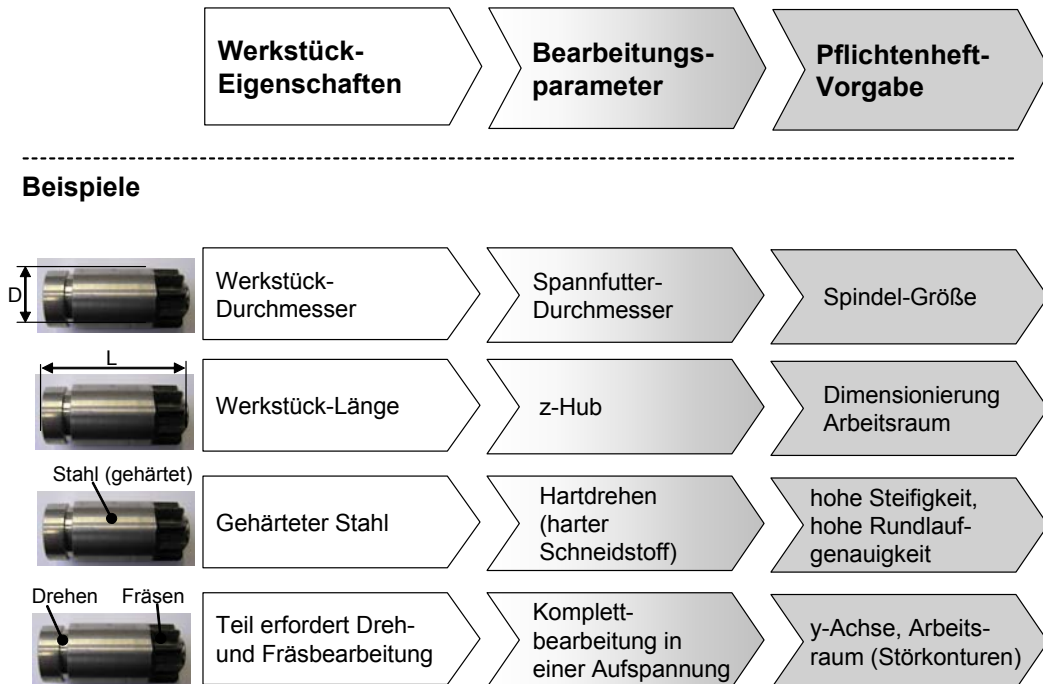 Werkstück-
Eigenschaften
Bearbeitungs-
parameter
Pflichtenheft-
Vorgabe
Beispiele
D
Werkstück-
Durchmesser
Spannfutter-
Durchmesser
Spindel-Größe
L
Werkstück-Länge
z-Hub
Dimensionierung
Arbeitsraum
Stahl (gehärtet)
Gehärteter Stahl
Hartdrehen
(harter
Schneidstoff)
hohe Steifigkeit,
hohe Rundlauf-
genauigkeit
Drehen
Fräsen
Teil erfordert Dreh-
und Fräsbearbeitung
Komplett-
bearbeitung in
einer Aufspannung
y-Achse, Arbeits-
raum (Störkonturen)